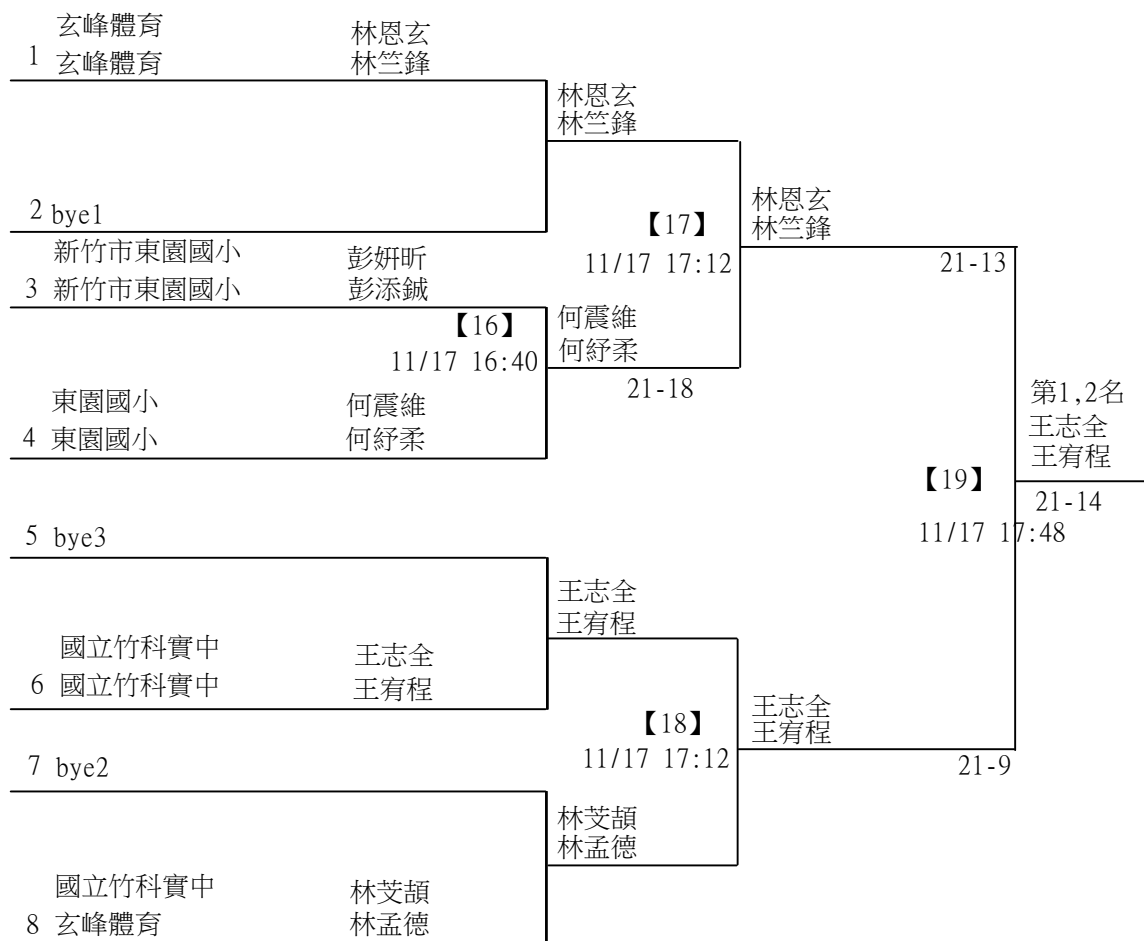 玄峰體育 林恩玄
1 玄峰體育 林竺鋒
林恩玄
林竺鋒
2 bye1
林恩玄
林竺鋒
【17】
11/17 17:12
21-13
新竹市東園國小 彭妍昕
3 新竹市東園國小 彭添鋮
【16】
11/17 16:40
何震維
何紓柔
21-18
東園國小 何震維
4 東園國小 何紓柔
第1,2名
王志全
王宥程
【19】
21-14
11/17 17:48
5 bye3
王志全
王宥程
國立竹科實中 王志全
6 國立竹科實中 王宥程
【18】
11/17 17:12
王志全
王宥程
21-9
7 bye2
林芠頡
林孟德
國立竹科實中 林芠頡
8 玄峰體育 林孟德